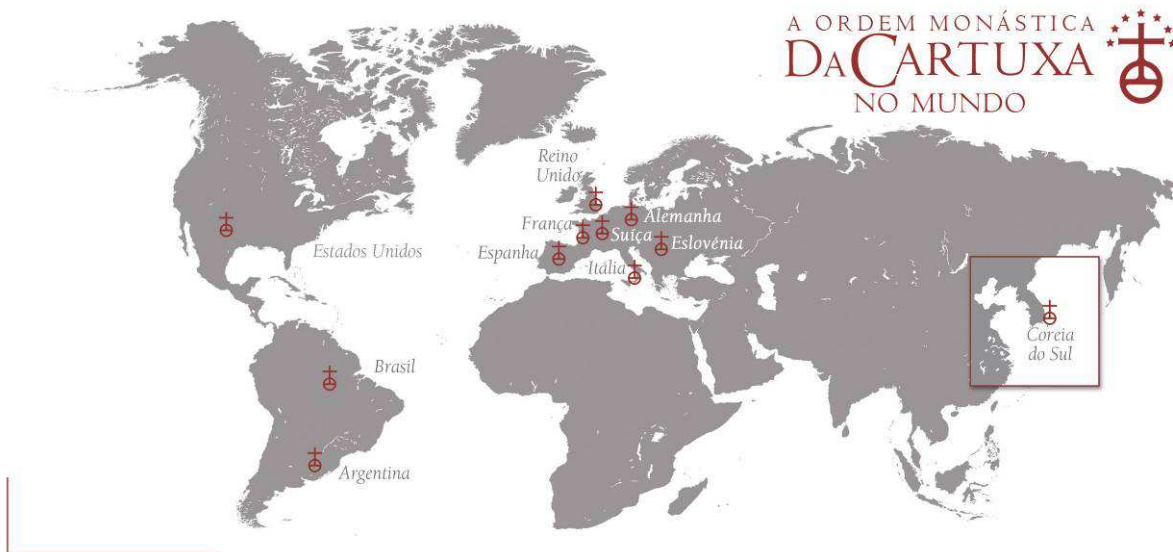 A ORDEM MONÁSTICA
DA CARTUXA
NO MUNDO
Reino
Unido
França
Alemanha
Suíça
Eslovénia
Espanha
Itália
Estados Unidos
Coreia
do Sul
Brasil
Argentina